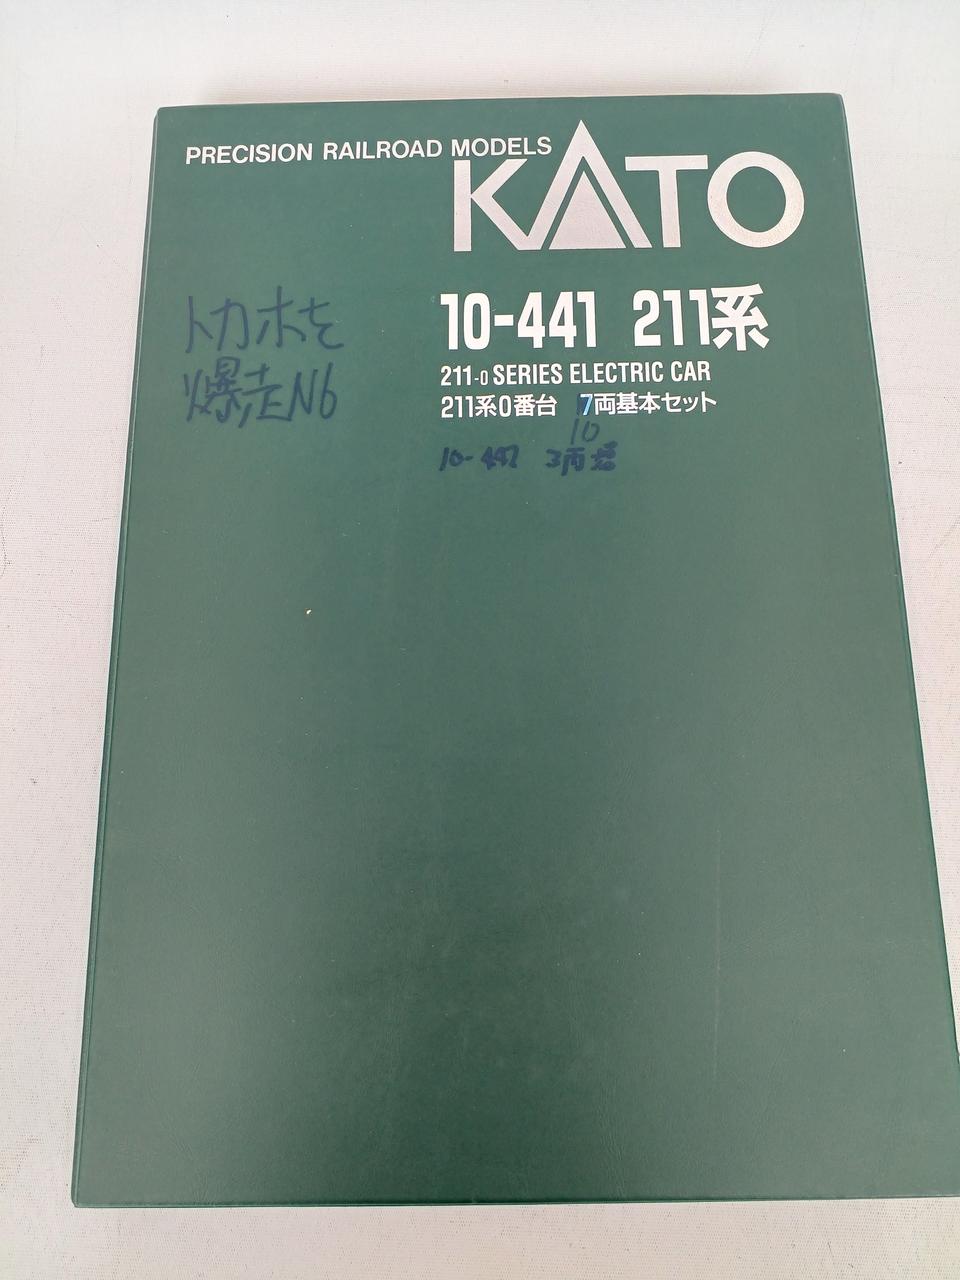 PRECISION RAILROAD MODELS
KATO
10-441 211系
211-0 SERIES ELECTRIC CAR
211系0番台 7両基本セット
10
10-442 3両増
トカホモ
爆走N6